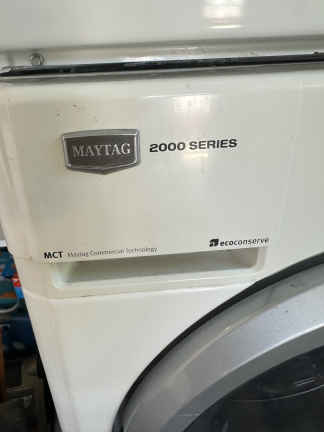 MAYTAG 2000 SERIES
ecoconserve
MCT Maytag Commercial Technology